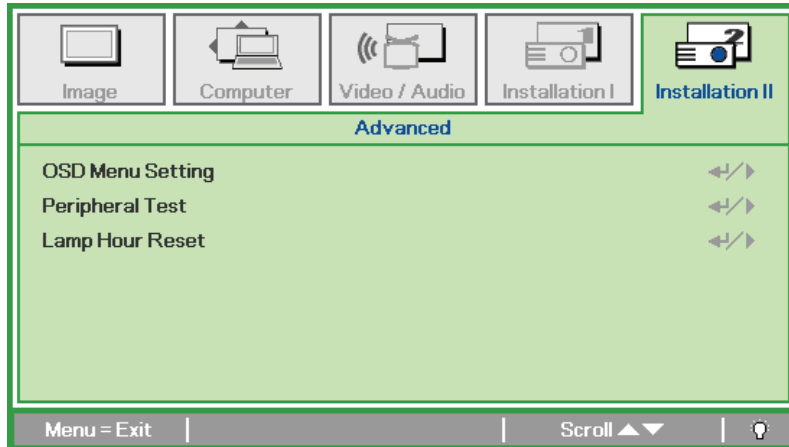 Image Computer Video / Audio Installation I Installation II
Advanced
OSD Menu Setting
Peripheral Test
Lamp Hour Reset
Menu = Exit Scroll